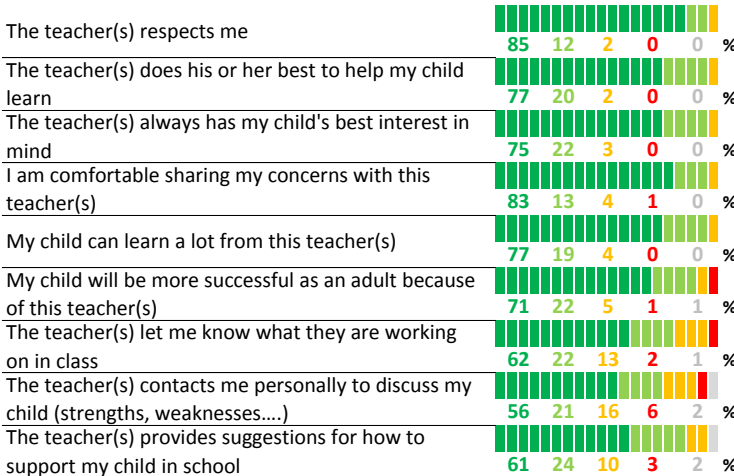 The teacher(s) respects me
85 12 2 0 0 %
The teacher(s) does his or her best to help my child
learn
77 20 2 0 0 %
The teacher(s) always has my child's best interest in
mind
75 22 3 0 0 %
I am comfortable sharing my concerns with this
teacher(s)
83 13 4 1 0 %
My child can learn a lot from this teacher(s)
77 19 4 0 0 %
My child will be more successful as an adult because
of this teacher(s)
71 22 5 1 1 %
The teacher(s) let me know what they are working
on in class
62 22 13 2 1 %
The teacher(s) contacts me personally to discuss my
child (strengths, weaknesses....)
56 21 16 6 2 %
The teacher(s) provides suggestions for how to
support my child in school
61 24 10 3 2 %